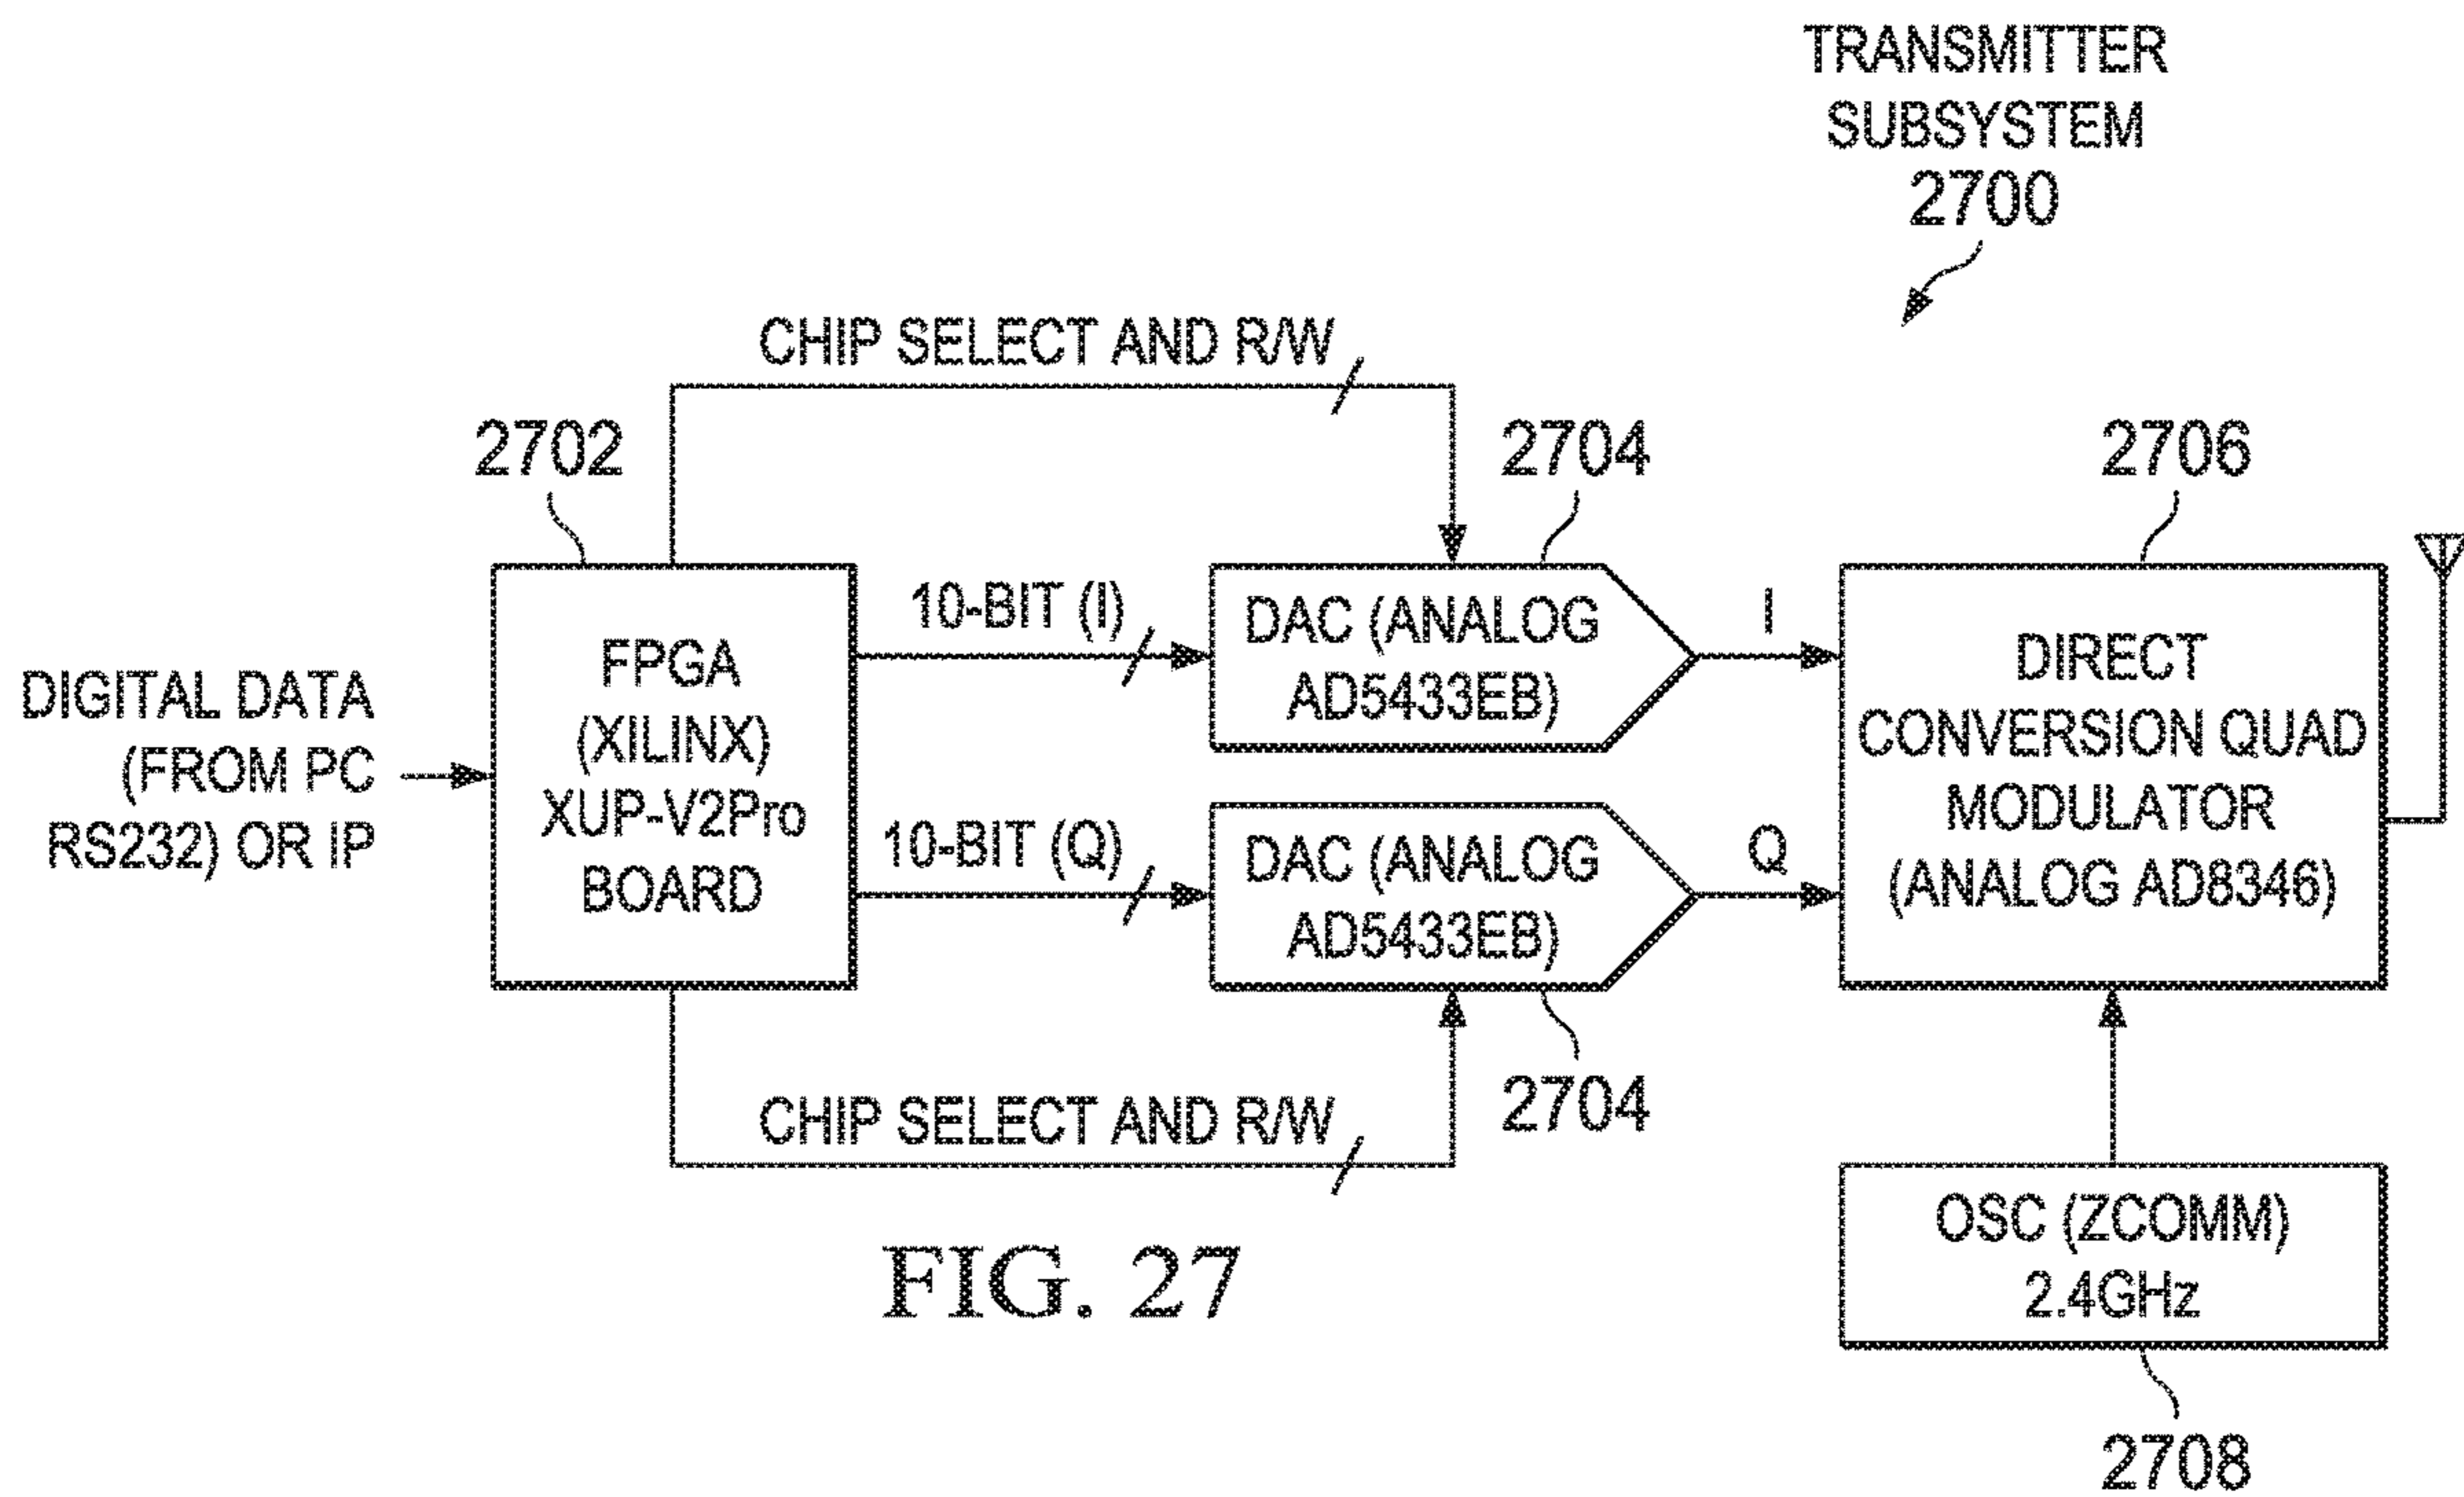 TRANSMITTER
SUBSYSTEM
2700
CHIP SELECT AND R/W
2702
2704
2706
DIGITAL DATA
(FROM PC
RS232) OR IP
FPGA
(XILINX)
XUP-V2Pro
BOARD
10-BIT (I)
10-BIT (Q)
DAC (ANALOG
AD5433EB)
DAC (ANALOG
AD5433EB)
I
Q
DIRECT
CONVERSION QUAD
MODULATOR
(ANALOG AD8346)
2704
CHIP SELECT AND R/W
OSC (ZCOMM)
2.4GHz
2708
FIG. 27